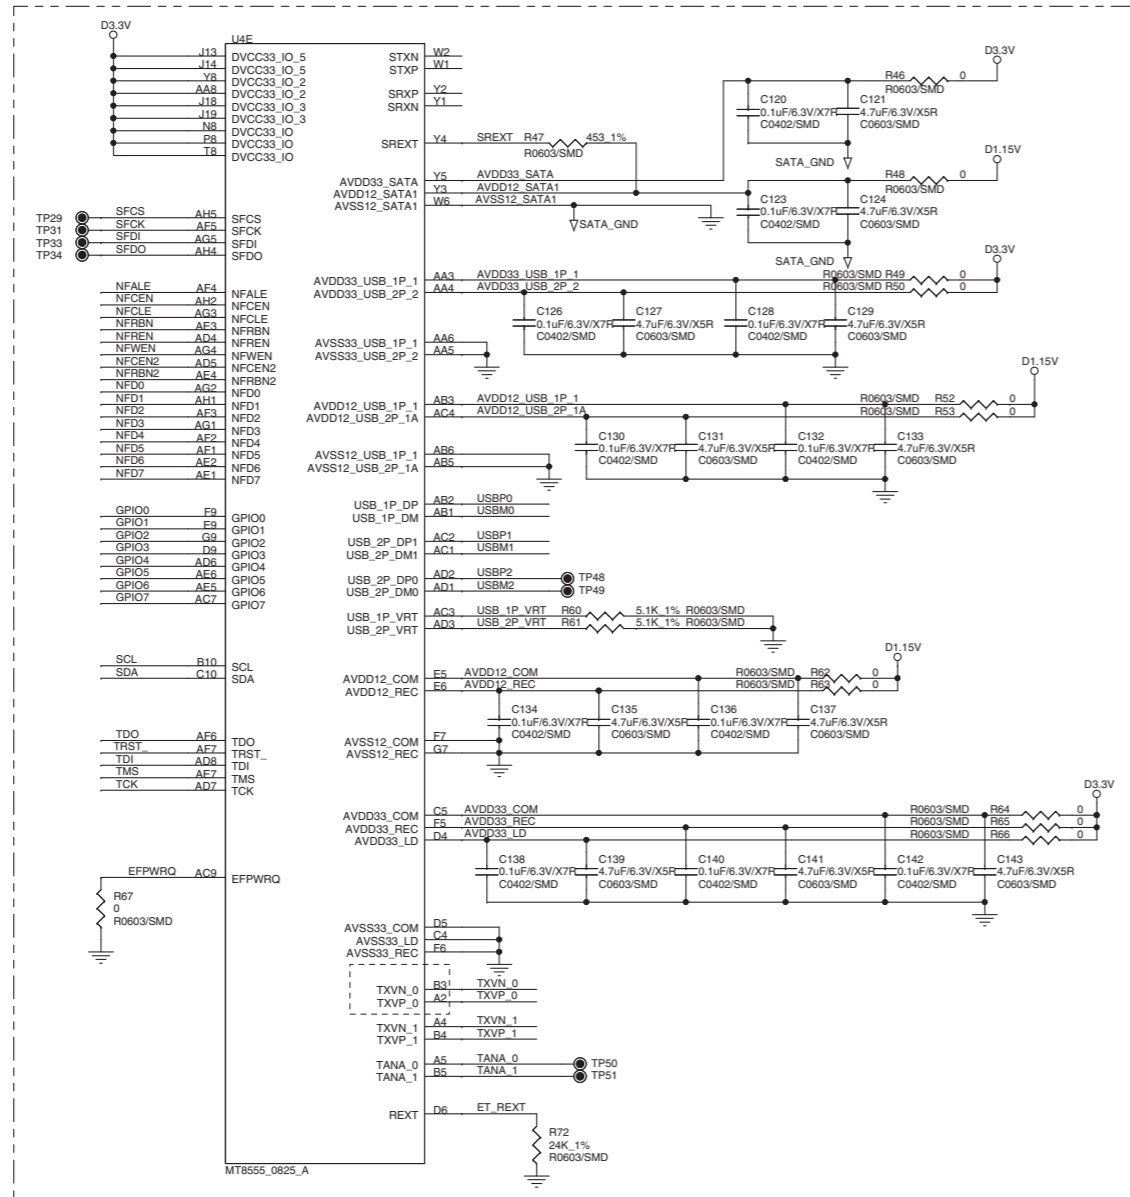 D3.3V
U4E
J13 DVCC33_IO_5
J14 DVCC33_IO_5
Y8 DVCC33_IO_2
AA8 DVCC33_IO_2
J18 DVCC33_IO_3
J19 DVCC33_IO_3
N8 DVCC33_IO
P8 DVCC33_IO
T8 DVCC33_IO
TP29 SFCS AH5 SFCS
TP31 SFCK AF5 SFCK
TP33 SFDI AG5 SFDI
TP34 SFDO AH4 SFDO
NFALE AF4 NFALE
NFCEN AH2 NFCEN
NFCLE AG3 NFCLE
NFRBN AE3 NFRBN
NFREN AD4 NFREN
NFWEN AG4 NFWEN
NFCEN2 AD5 NFCEN2
NFRBN2 AE4 NFRBN2
NFD0 AG2 NFD0
NFD1 AH1 NFD1
NFD2 AF3 NFD2
NFD3 AG1 NFD3
NFD4 AF2 NFD4
NFD5 AF1 NFD5
NFD6 AE2 NFD6
NFD7 AE1 NFD7
GPIO0 F9 GPIO0
GPIO1 E9 GPIO1
GPIO2 G9 GPIO2
GPIO3 D9 GPIO3
GPIO4 AD6 GPIO4
GPIO5 AE6 GPIO5
GPIO6 AE5 GPIO6
GPIO7 AC7 GPIO7
SCL B10 SCL
SDA C10 SDA
TDO AF6 TDO
TRST_ AF7 TRST_
TDI AD8 TDI
TMS AE7 TMS
TCK AD7 TCK
EFPWRQ AC9 EFPWRQ
R67
0
R0603/SMD
STXN W2
STXP W1
SRXP Y2
SRXN Y1
SREXT Y4 SREXT R47 453_1%
R0603/SMD
AVDD33_SATA Y5 AVDD33_SATA
AVDD12_SATA1 Y3 AVDD12_SATA1
AVSS12_SATA1 W6 AVSS12_SATA1
SATA_GND
D3.3V
R46 0
R0603/SMD
C120
0.1uF/6.3V/X7R
C0402/SMD
C121
4.7uF/6.3V/X5R
C0603/SMD
SATA_GND
D1.15V
R48 0
R0603/SMD
C123
0.1uF/6.3V/X7R
C0402/SMD
C124
4.7uF/6.3V/X5R
C0603/SMD
SATA_GND
D3.3V
AVDD33_USB_1P_1 AA3 AVDD33_USB_1P_1 R0603/SMD R49 0
AVDD33_USB_2P_2 AA4 AVDD33_USB_2P_2 R0603/SMD R50 0
C126
0.1uF/6.3V/X7R
C0402/SMD
C127
4.7uF/6.3V/X5R
C0603/SMD
C128
0.1uF/6.3V/X7R
C0402/SMD
C129
4.7uF/6.3V/X5R
C0603/SMD
AVSS33_USB_1P_1 AA6
AVSS33_USB_2P_2 AA5
D1.15V
AVDD12_USB_1P_1 AB3 AVDD12_USB_1P_1 R0603/SMD R52 0
AVDD12_USB_2P_1A AC4 AVDD12_USB_2P_1A R0603/SMD R53 0
C130
0.1uF/6.3V/X7R
C0402/SMD
C131
4.7uF/6.3V/X5R
C0603/SMD
C132
0.1uF/6.3V/X7R
C0402/SMD
C133
4.7uF/6.3V/X5R
C0603/SMD
AVSS12_USB_1P_1 AB6
AVSS12_USB_2P_1A AB5
USB_1P_DP AB2 USBP0
USB_1P_DM AB1 USBM0
USB_2P_DP1 AC2 USBP1
USB_2P_DM1 AC1 USBM1
USB_2P_DP0 AD2 USBP2 TP48
USB_2P_DM0 AD1 USBM2 TP49
USB_1P_VRT AC3 USB_1P_VRT R60 5.1K_1% R0603/SMD
USB_2P_VRT AD3 USB_2P_VRT R61 5.1K_1% R0603/SMD
D1.15V
AVDD12_COM E5 AVDD12_COM R0603/SMD R62 0
AVDD12_REC E6 AVDD12_REC R0603/SMD R63 0
C134
0.1uF/6.3V/X7R
C0402/SMD
C135
4.7uF/6.3V/X5R
C0603/SMD
C136
0.1uF/6.3V/X7R
C0402/SMD
C137
4.7uF/6.3V/X5R
C0603/SMD
AVSS12_COM F7
AVSS12_REC G7
D3.3V
AVDD33_COM C5 AVDD33_COM R0603/SMD R64 0
AVDD33_REC F5 AVDD33_REC R0603/SMD R65 0
AVDD33_LD D4 AVDD33_LD R0603/SMD R66 0
C138
0.1uF/6.3V/X7R
C0402/SMD
C139
4.7uF/6.3V/X5R
C0603/SMD
C140
0.1uF/6.3V/X7R
C0402/SMD
C141
4.7uF/6.3V/X5R
C0603/SMD
C142
0.1uF/6.3V/X7R
C0402/SMD
C143
4.7uF/6.3V/X5R
C0603/SMD
AVSS33_COM D5
AVSS33_LD C4
AVSS33_REC F6
TXVN_0 B3 TXVN_0
TXVP_0 A2 TXVP_0
TXVN_1 A4 TXVN_1
TXVP_1 B4 TXVP_1
TANA_0 A5 TANA_0 TP50
TANA_1 B5 TANA_1 TP51
REXT D6 ET_REXT
R72
24K_1%
R0603/SMD
MT8555_0825_A